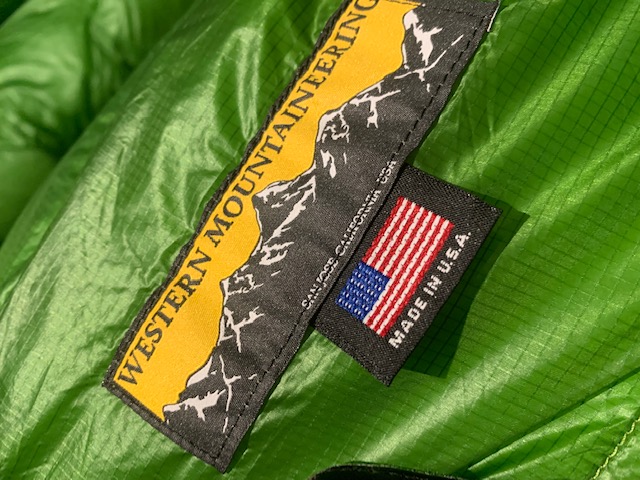 WESTERN MOUNTAINEERING
SAN JOSE CALIFORNIA USA
MADE IN U.S.A.